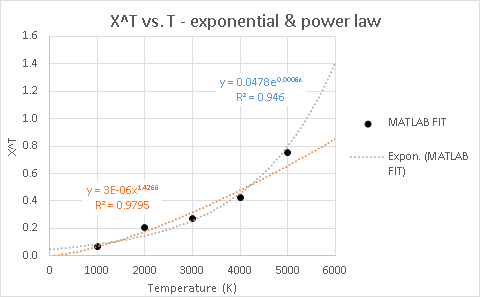 X^T vs. T - exponential & power law
1.6
1.4
1.2
1.0
0.8
0.6
0.4
0.2
0.0
X^T
y = 0.0478e^0.0006x
R² = 0.946
y = 3E-06x^1.4266
R² = 0.9795
0 1000 2000 3000 4000 5000 6000
Temperature (K)
MATLAB FIT
Expon. (MATLAB
FIT)